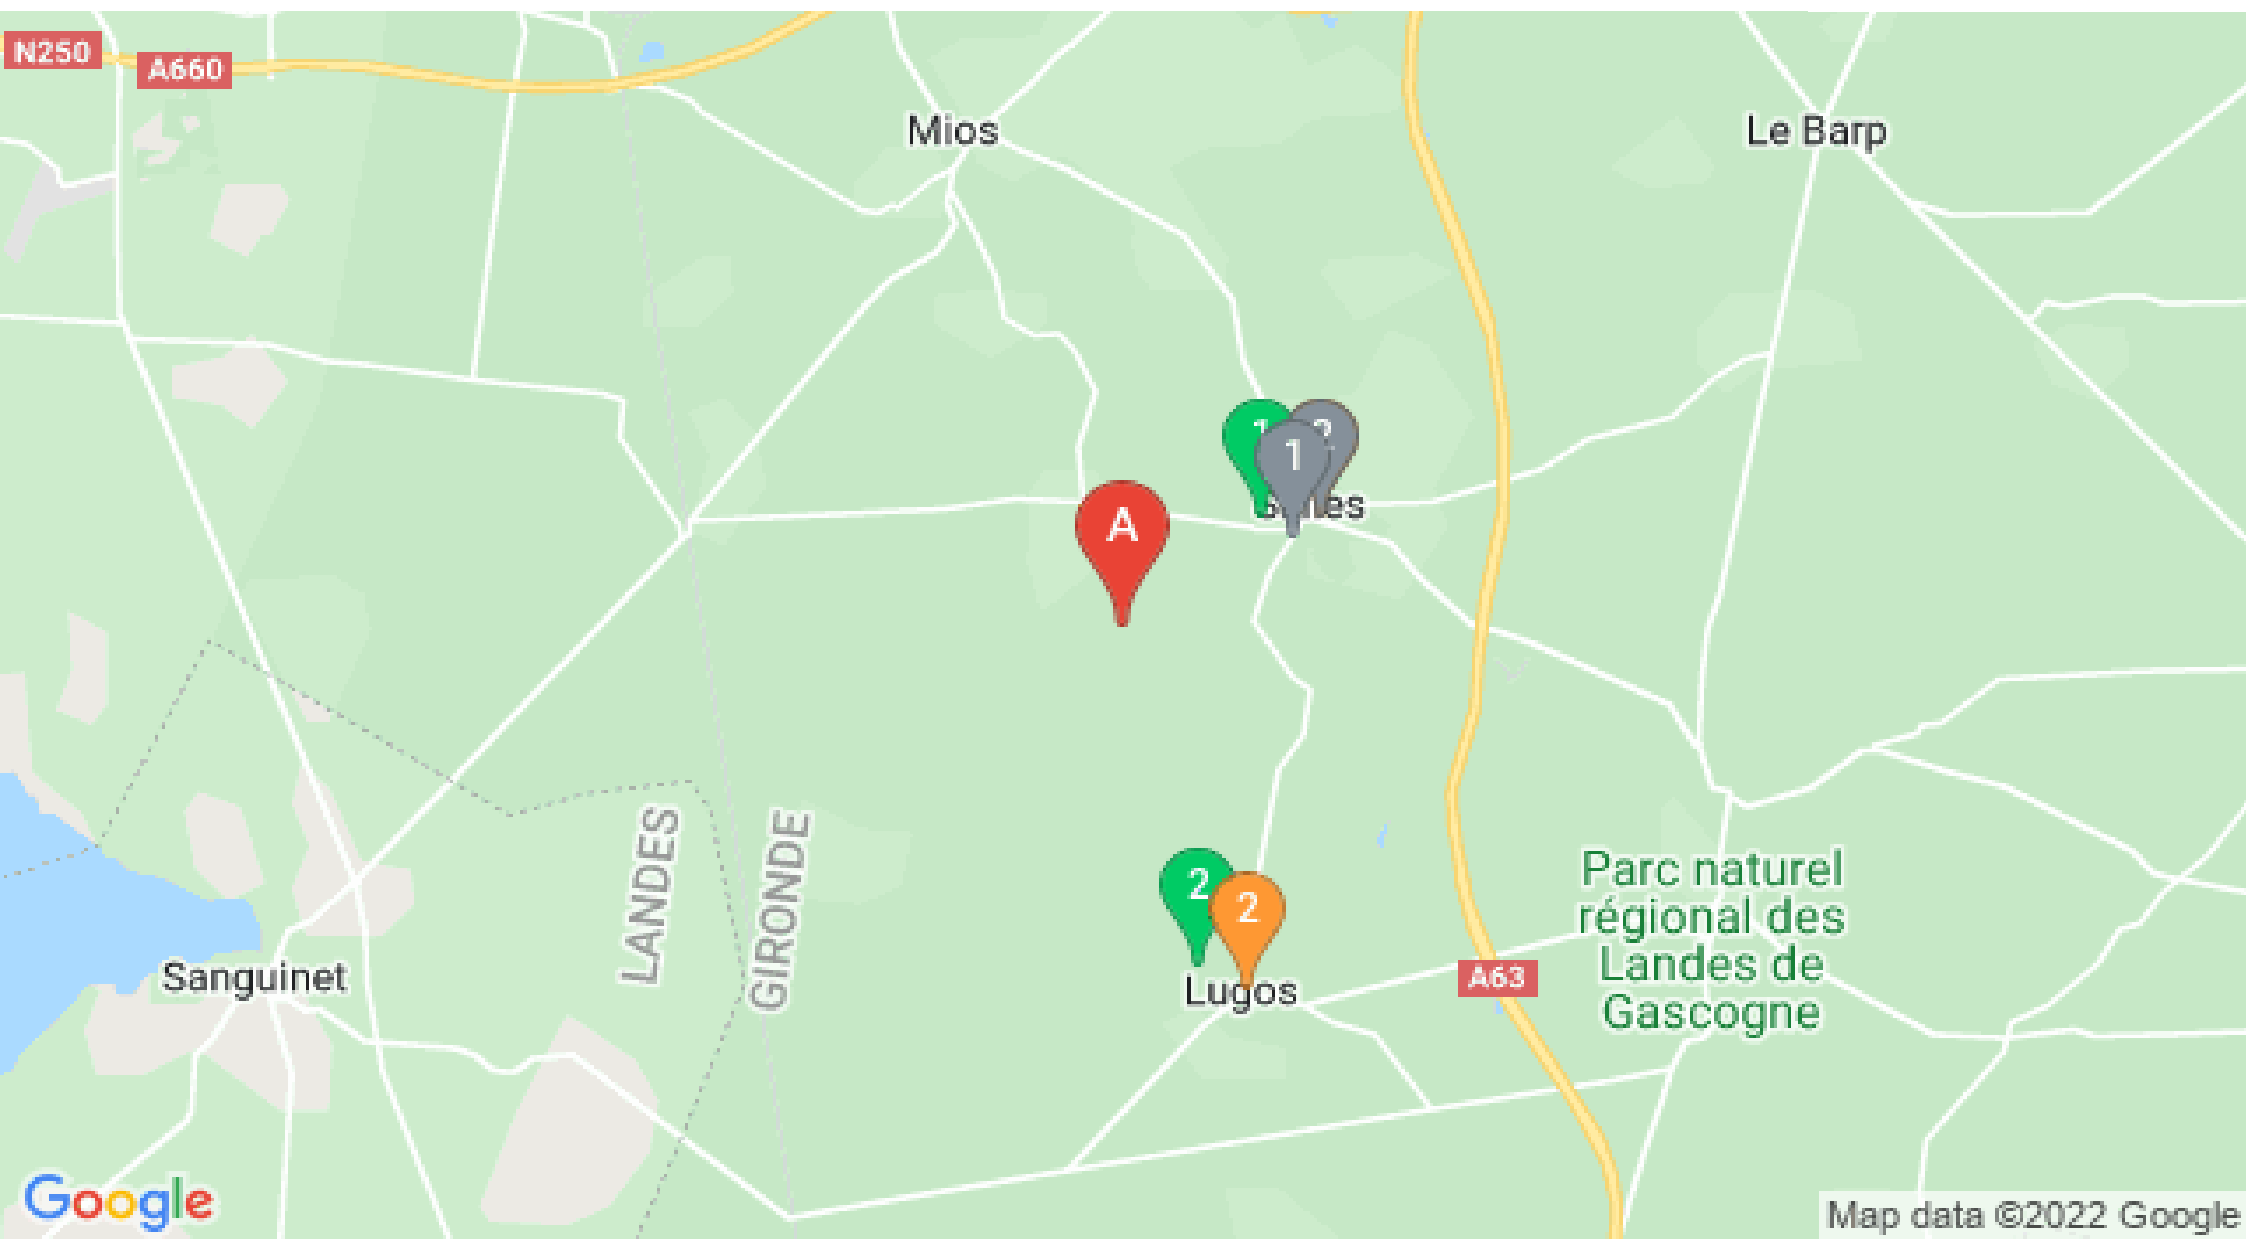 N250
A660
Mios
Le Barp
1
2
1
A
LANDES
GIRONDE
2
2
Parc naturel
régional des
Landes de
Gascogne
A63
Sanguinet
Lugos
Google
Map data ©2022 Google